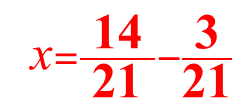 x = 14/21 − 3/21